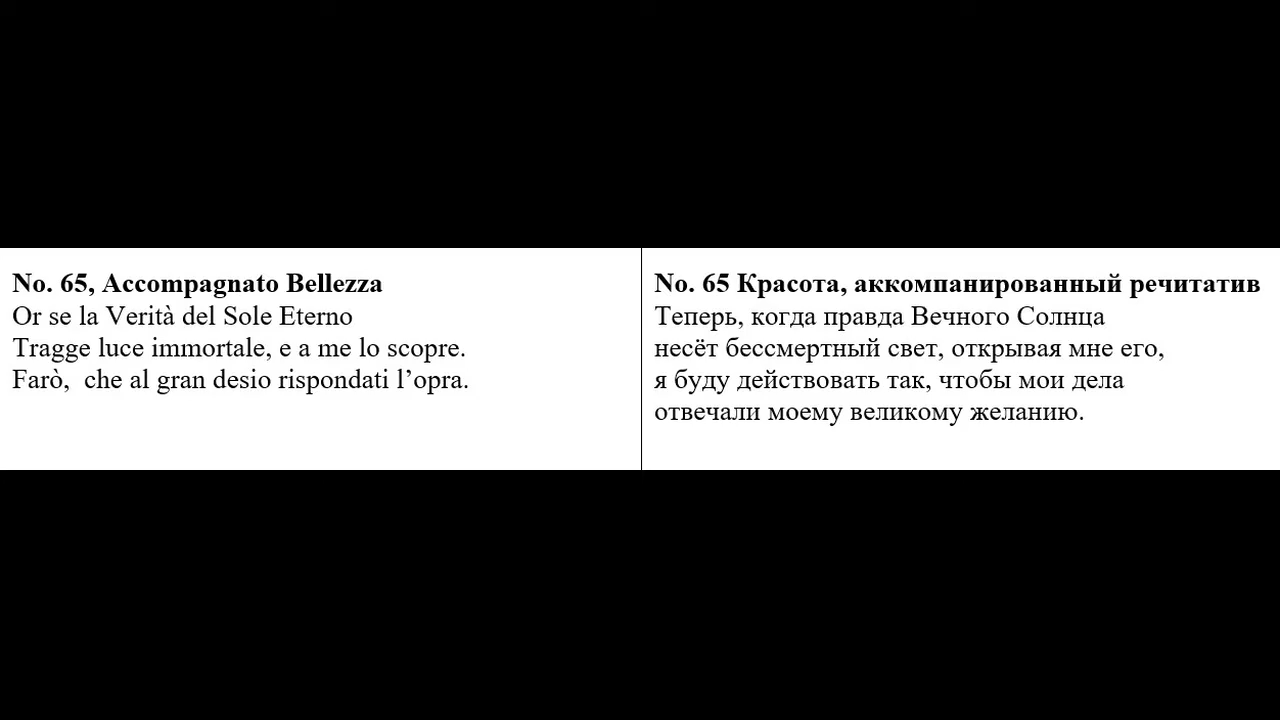 No. 65, Accompagnato Bellezza
Or se la Verità del Sole Eterno
Tragge luce immortale, e a me lo scopre.
Farò,  che al gran desio rispondati l’opra.
No. 65 Красота, аккомпанированный речитатив
Теперь, когда правда Вечного Солнца
несёт бессмертный свет, открывая мне его,
я буду действовать так, чтобы мои дела
отвечали моему великому желанию.